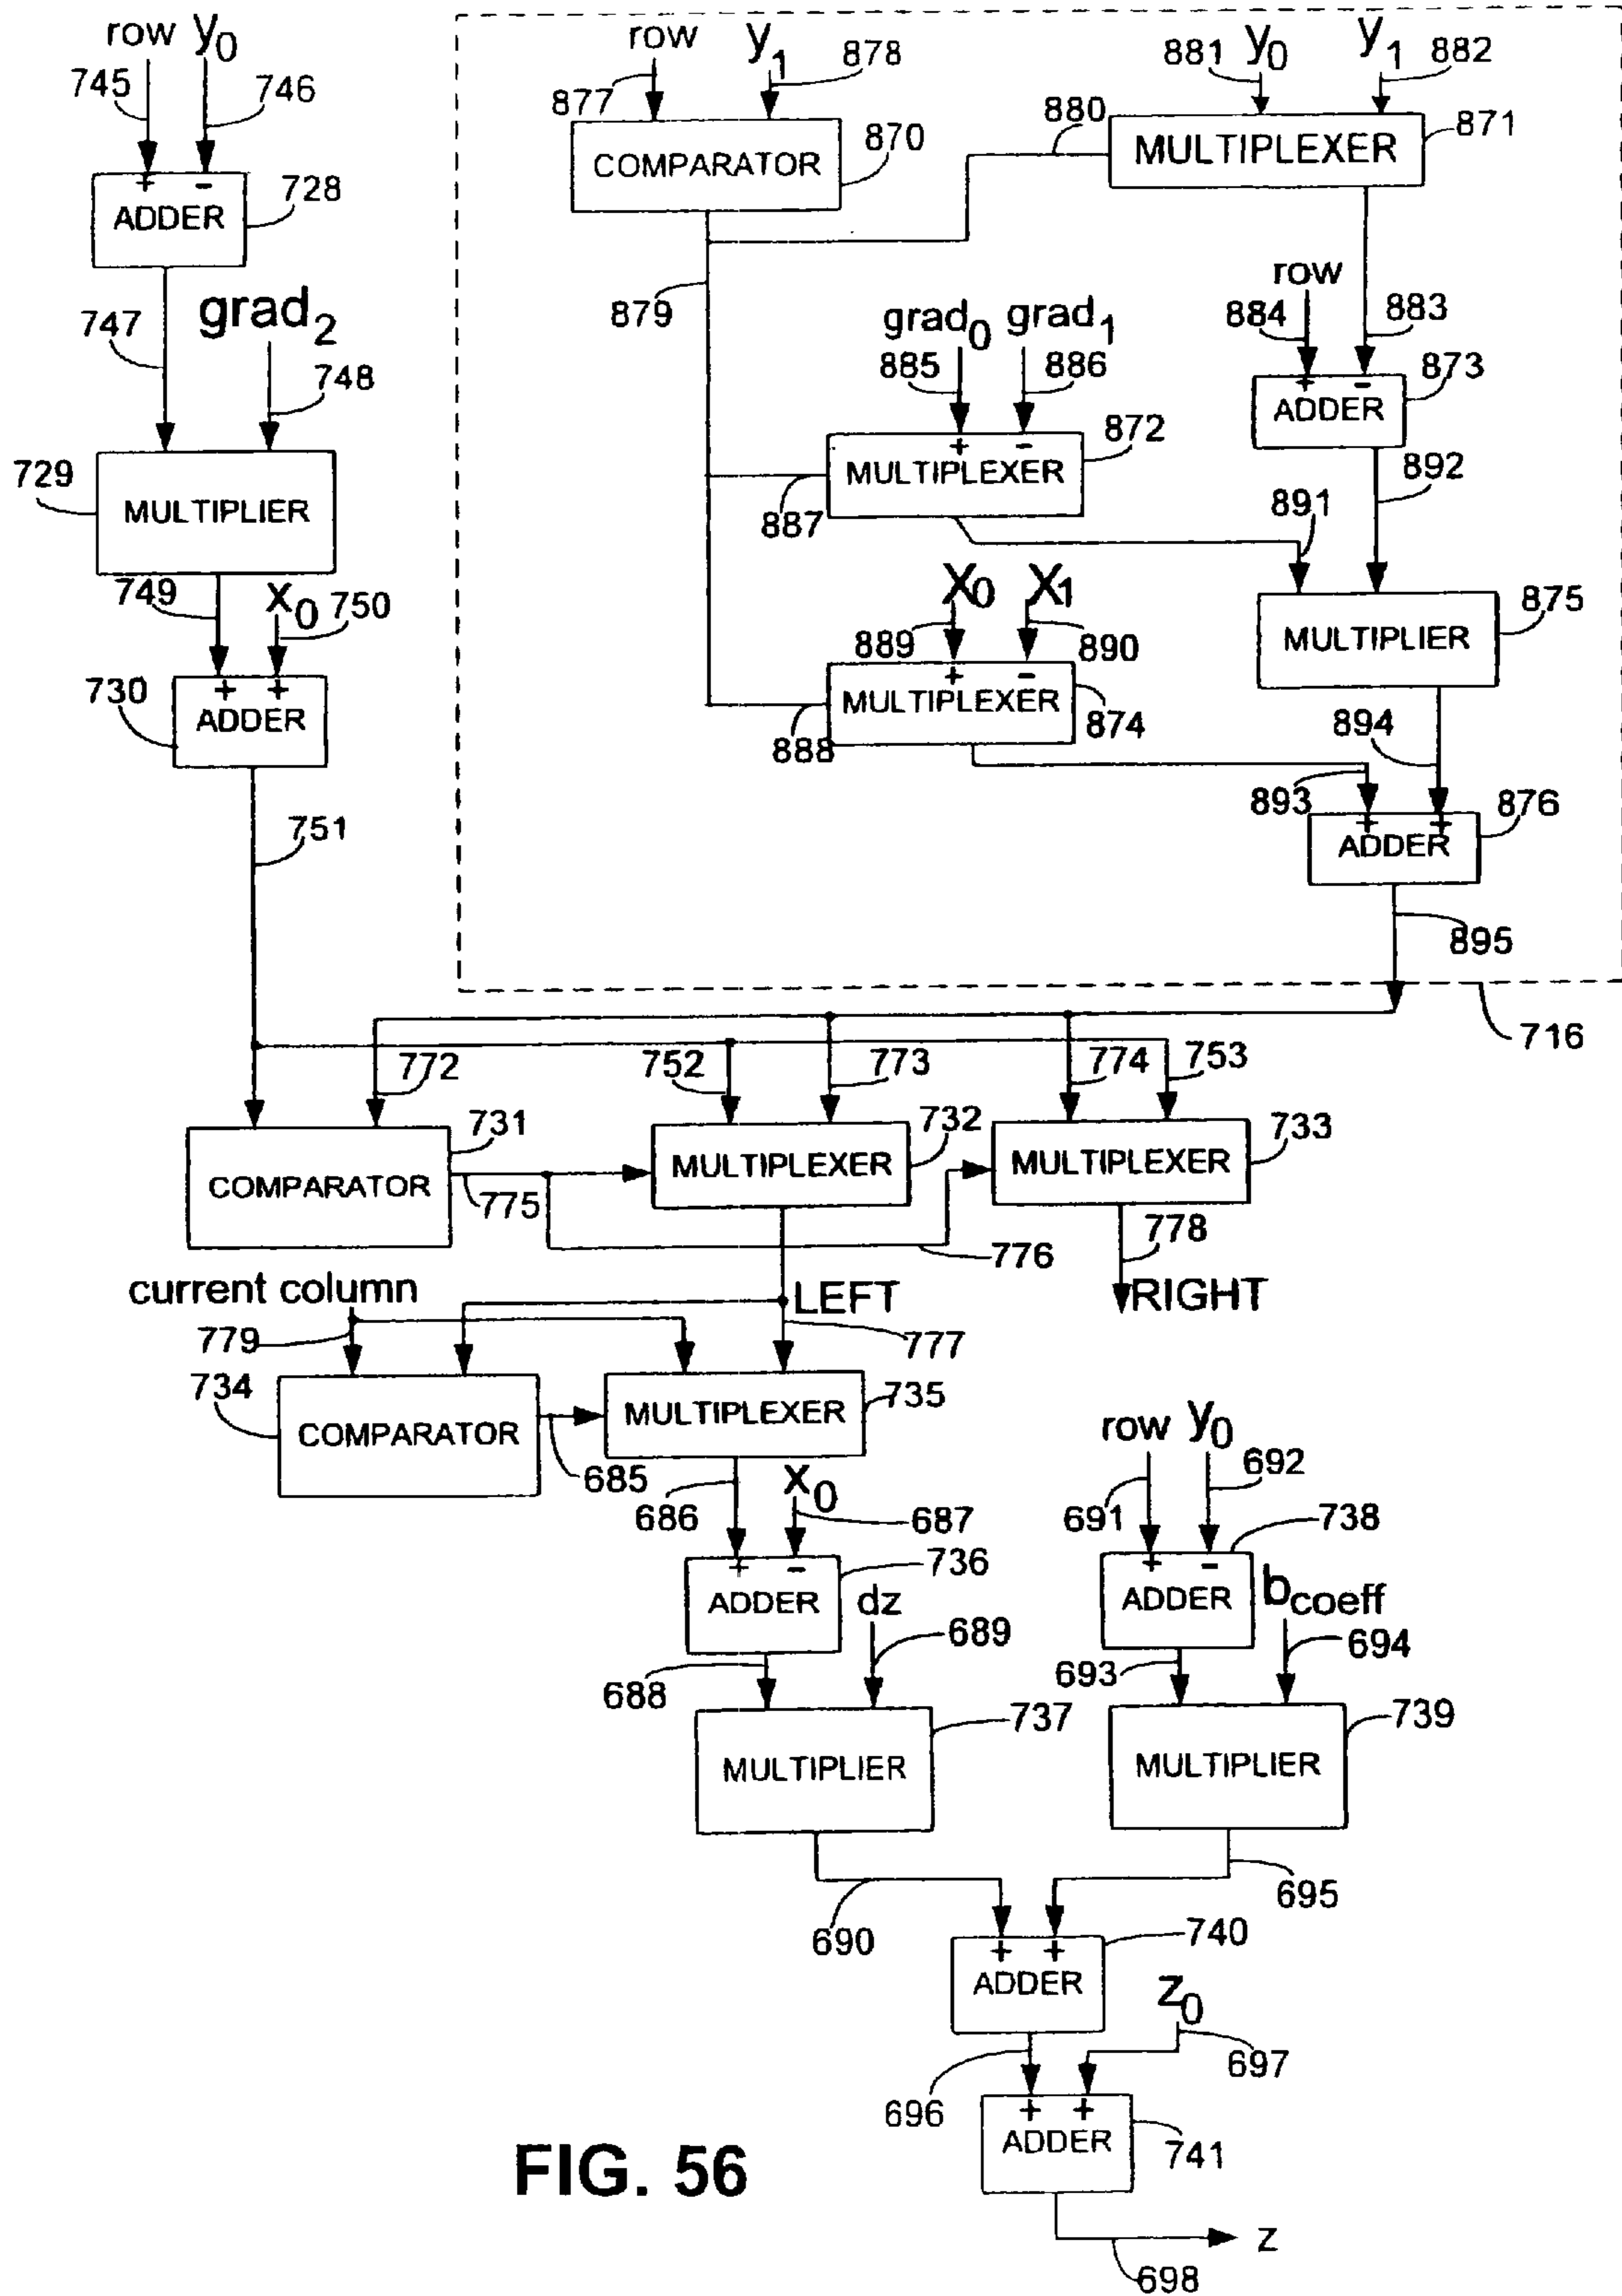 row y0
row y1
y0 y1
745 746
877 878
881 882
880
COMPARATOR 870
MULTIPLEXER 871
+ -
ADDER 728
879
row
884 883
747 grad2
748
grad0 grad1
885 886
+ -
ADDER 873
+ -
MULTIPLEXER 872
887
892
891
729 MULTIPLIER
749 x0 750
X0 X1
889 890
+ -
MULTIPLEXER 874
888
MULTIPLIER 875
730 + +
ADDER
894
893
+ +
ADDER 876
751
895
716
772 752 773 774 753
731 COMPARATOR
775
732 MULTIPLEXER
733 MULTIPLEXER
776
778
current column
779
LEFT
RIGHT
777
734 COMPARATOR
685
MULTIPLEXER 735
686 x0 687
row y0
691 692
+ -
ADDER 736
dz
689
688
+ -
ADDER 738
bcoeff
694
693
MULTIPLIER 737
MULTIPLIER 739
690
695
+ +
ADDER 740
z0
697
696
+ +
ADDER 741
FIG. 56
z
698